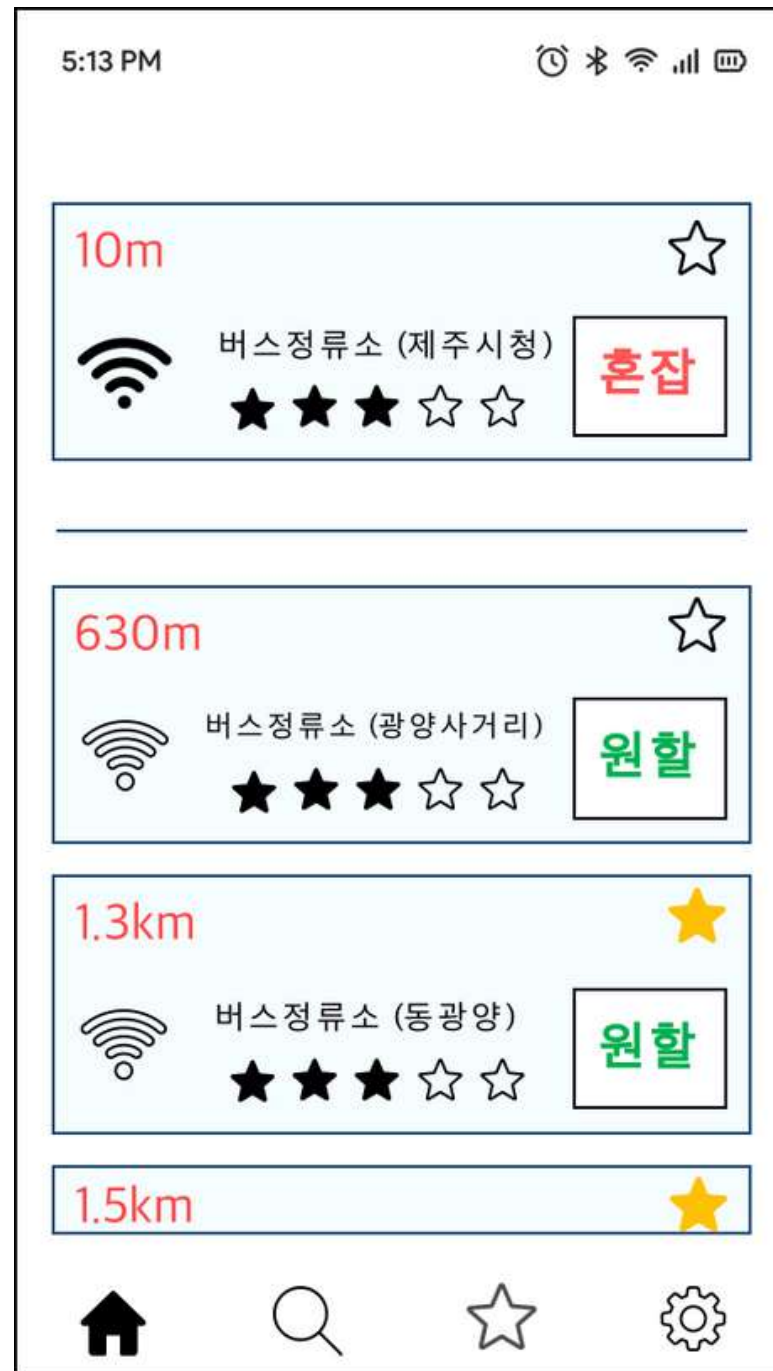 5:13 PM
10m
버스정류소 (제주시청)
혼잡
630m
버스정류소 (광양사거리)
원할
1.3km
버스정류소 (동광양)
원할
1.5km